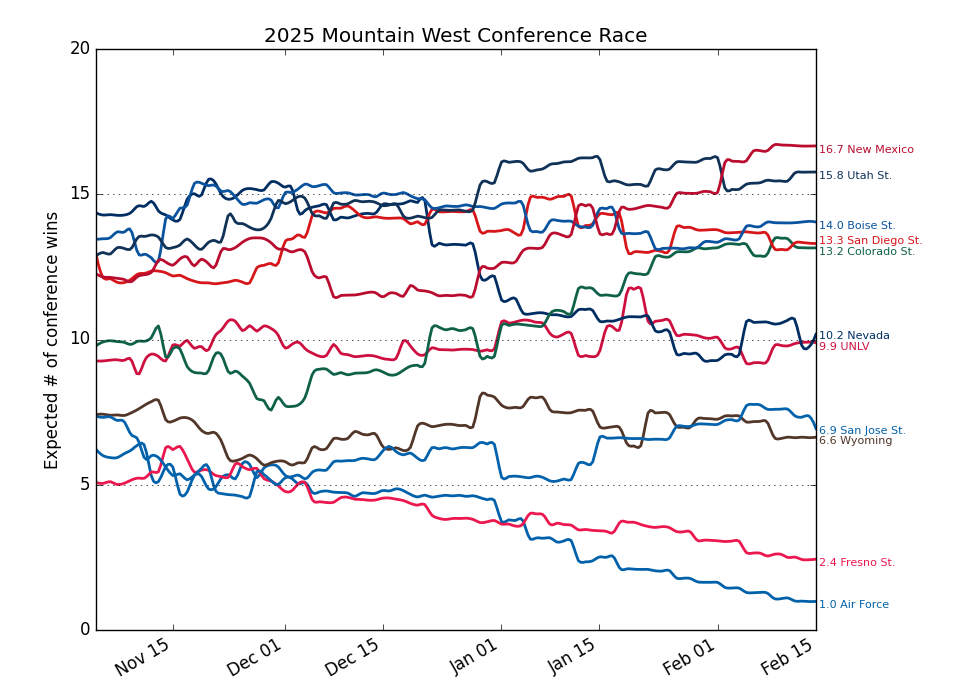 2025 Mountain West Conference Race
Expected # of conference wins
20
15
10
5
0
16.7 New Mexico
15.8 Utah St.
14.0 Boise St.
13.3 San Diego St.
13.2 Colorado St.
10.2 Nevada
9.9 UNLV
6.9 San Jose St.
6.6 Wyoming
2.4 Fresno St.
1.0 Air Force
Nov 15
Dec 01
Dec 15
Jan 01
Jan 15
Feb 01
Feb 15